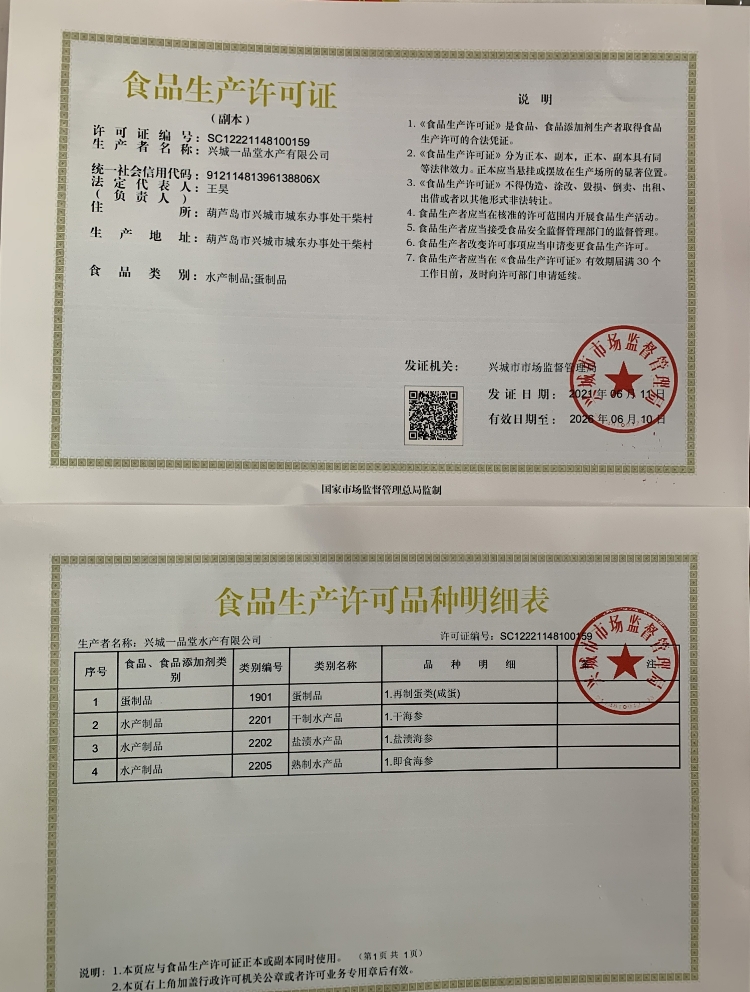 食品生产许可证
（副本）
许可证编号：SC12221148100159
生产者名称：兴城一品堂水产有限公司
统一社会信用代码：91211481396138806X
法定代表人：王昊
（负责人）
住所：葫芦岛市兴城市城东办事处干柴村
生产地址：葫芦岛市兴城市城东办事处干柴村
食品类别：水产制品;蛋制品
说明
1.《食品生产许可证》是食品、食品添加剂生产者取得食品
生产许可的合法凭证。
2.《食品生产许可证》分为正本、副本，正本、副本具有同
等法律效力。正本应当悬挂或摆放在生产场所的显著位置。
3.《食品生产许可证》不得伪造、涂改、毁损、倒卖、出租、
出借或者以其他形式非法转让。
4.食品生产者应当在核准的许可范围内开展食品生产活动。
5.食品生产者应当接受食品安全监督管理部门的监督管理。
6.食品生产者改变许可事项应当申请变更食品生产许可。
7.食品生产者应当在《食品生产许可证》有效期届满 30 个
工作日前，及时向许可部门申请延续。
发证机关：兴城市市场监督管理局
发证日期：2021年06月11日
有效日期至：2026年06月10日
兴城市市场监督管理局
国家市场监督管理总局监制
食品生产许可品种明细表
生产者名称：兴城一品堂水产有限公司 许可证编号：SC12221148100159
序号 食品、食品添加剂类别 类别编号 类别名称 品种明细 备注
1 蛋制品 1901 蛋制品 1.再制蛋类(咸蛋)
2 水产制品 2201 干制水产品 1.干海参
3 水产制品 2202 盐渍水产品 1.盐渍海参
4 水产制品 2205 熟制水产品 1.即食海参
兴城市市场监督管理局
说明：1.本页应与食品生产许可证正本或副本同时使用。（第1页 共 1页）
2.本页右上角加盖行政许可机关公章或者许可业务专用章后有效。